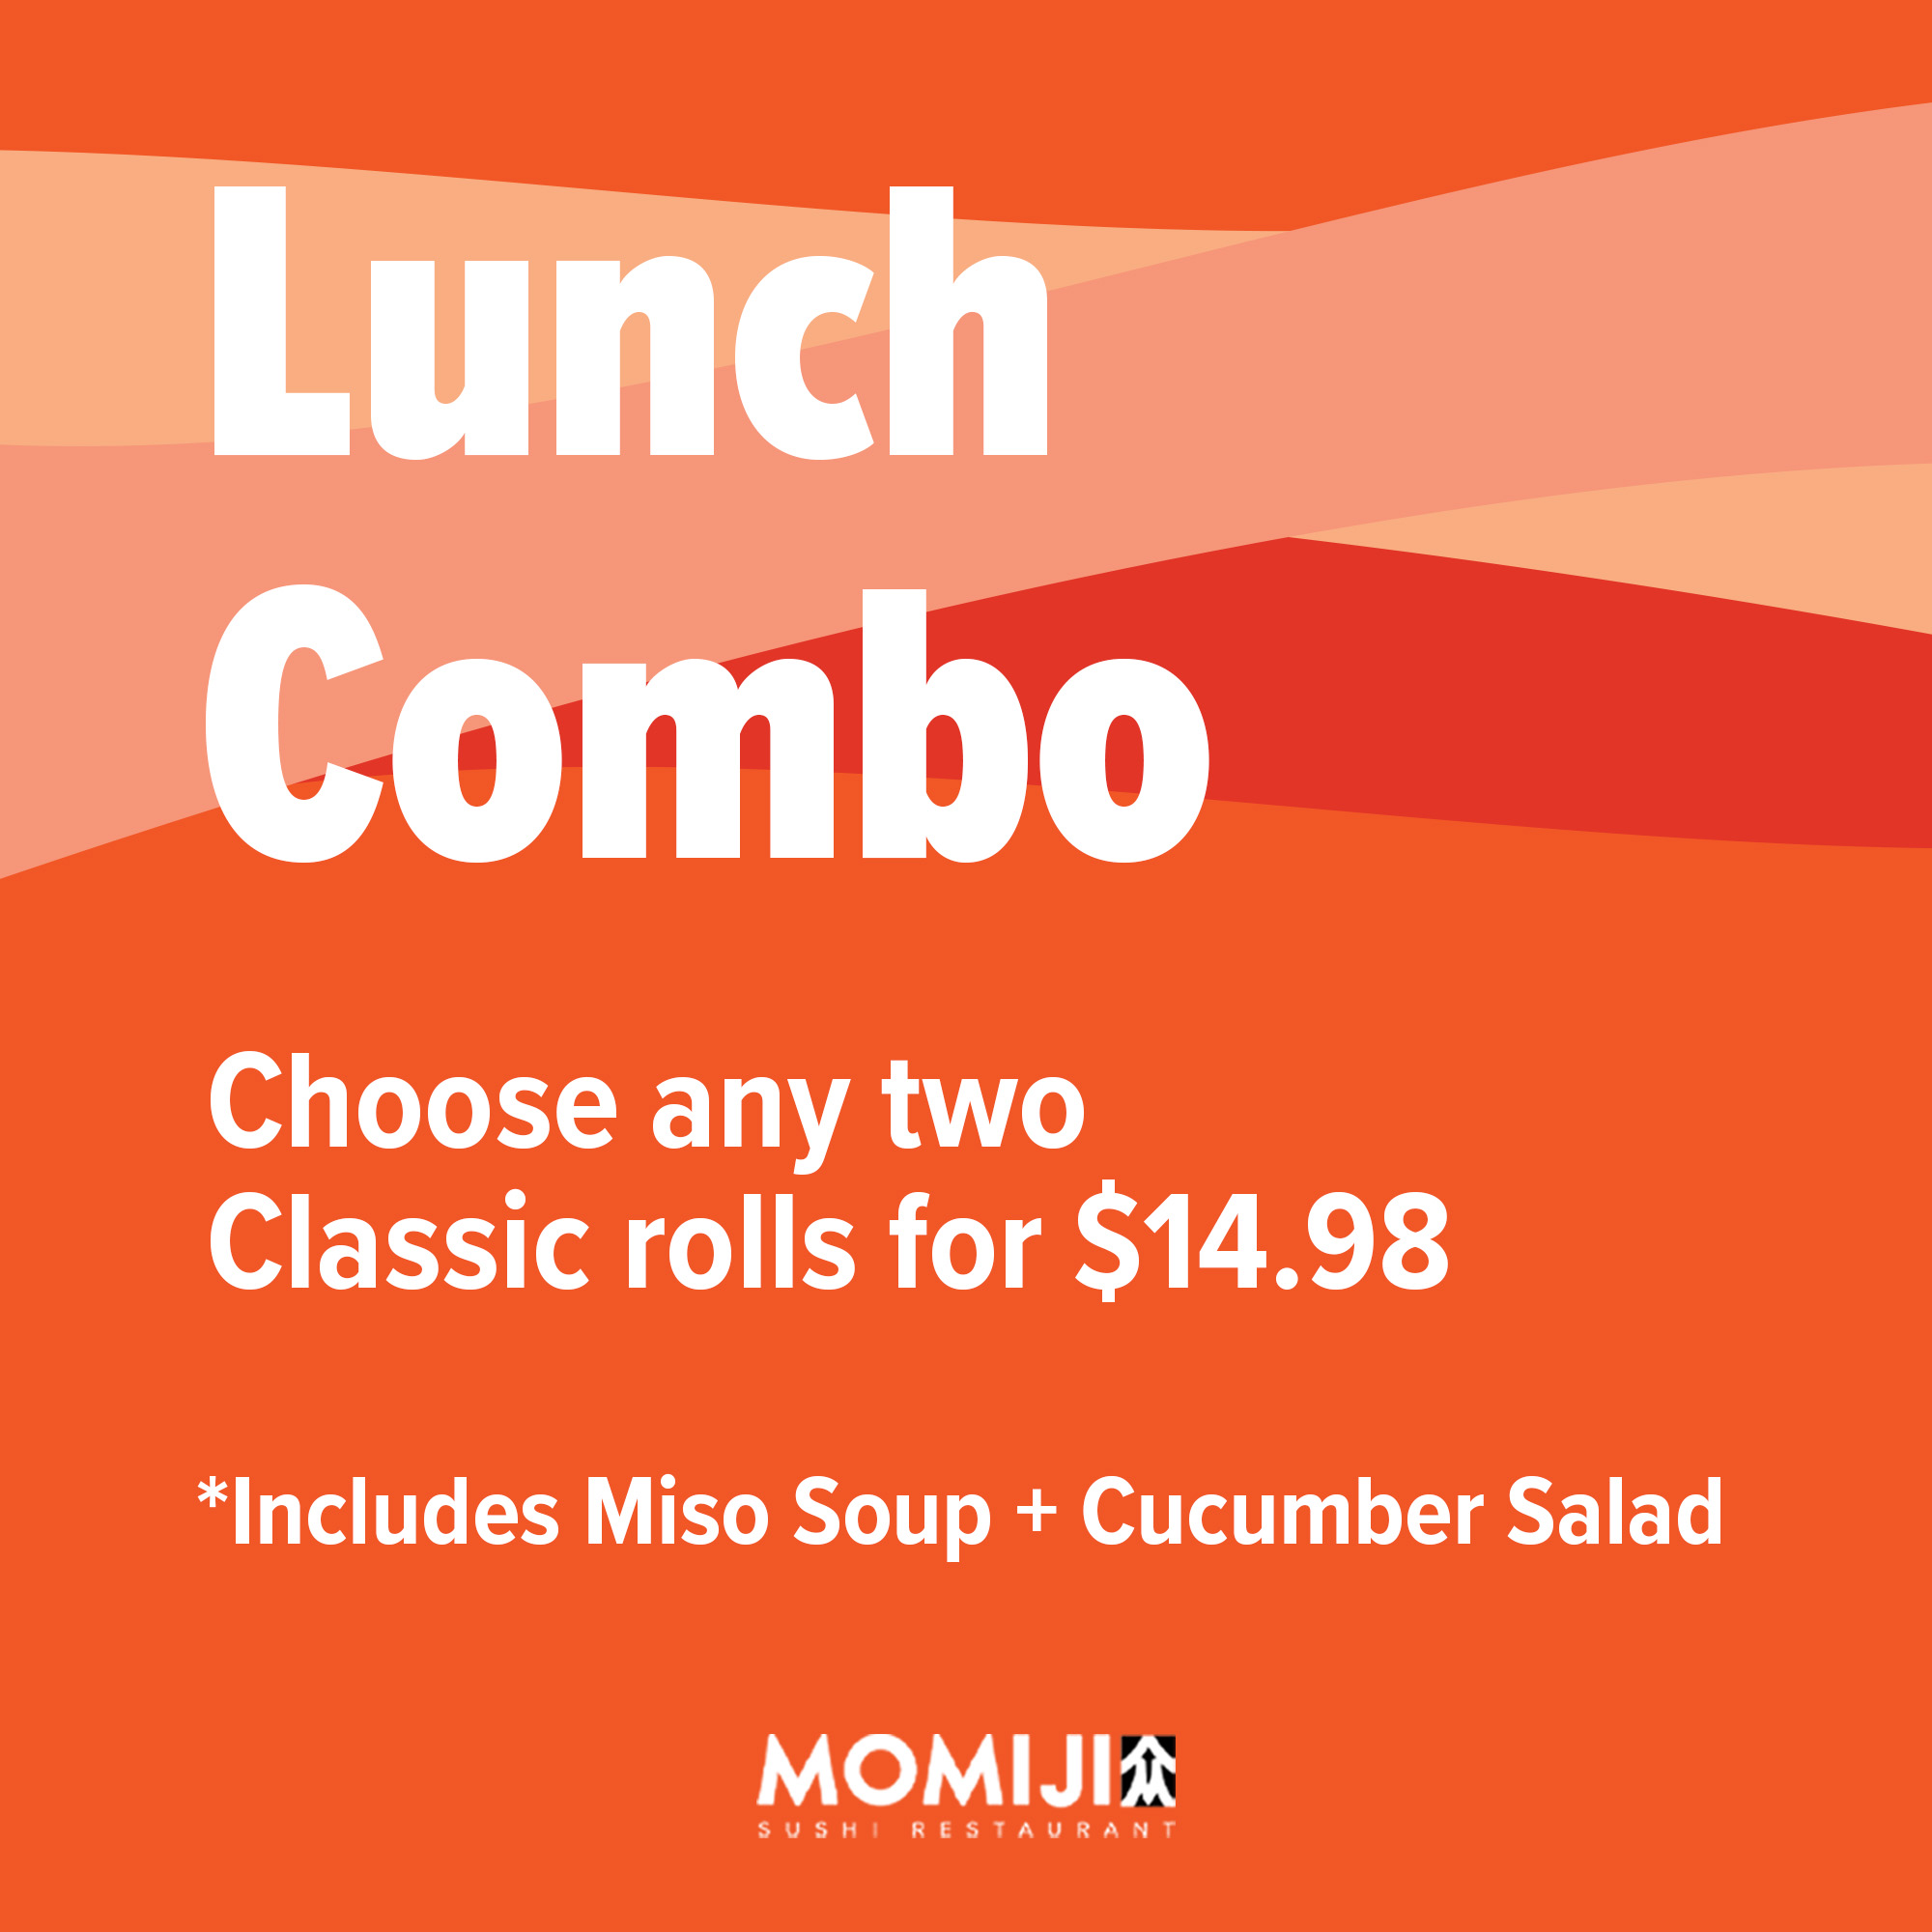 Lunch
Combo
Choose any two
Classic rolls for $14.98
*Includes Miso Soup + Cucumber Salad
MOMIJI
SUSHI RESTAURANT